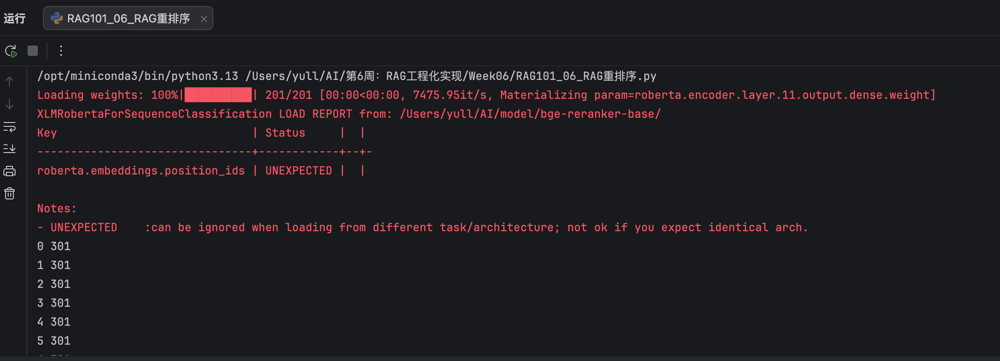 运行
RAG101_06_RAG重排序
/opt/miniconda3/bin/python3.13 /Users/yull/AI/第6周：RAG工程化实现/Week06/RAG101_06_RAG重排序.py
Loading weights: 100%|██████████| 201/201 [00:00<00:00, 7475.95it/s, Materializing param=roberta.encoder.layer.11.output.dense.weight]
XLMRobertaForSequenceClassification LOAD REPORT from: /Users/yull/AI/model/bge-reranker-base/
Key                             | Status     |  |
--------------------------------+------------+--+-
roberta.embeddings.position_ids | UNEXPECTED |  |
Notes:
- UNEXPECTED    :can be ignored when loading from different task/architecture; not ok if you expect identical arch.
0 301
1 301
2 301
3 301
4 301
5 301